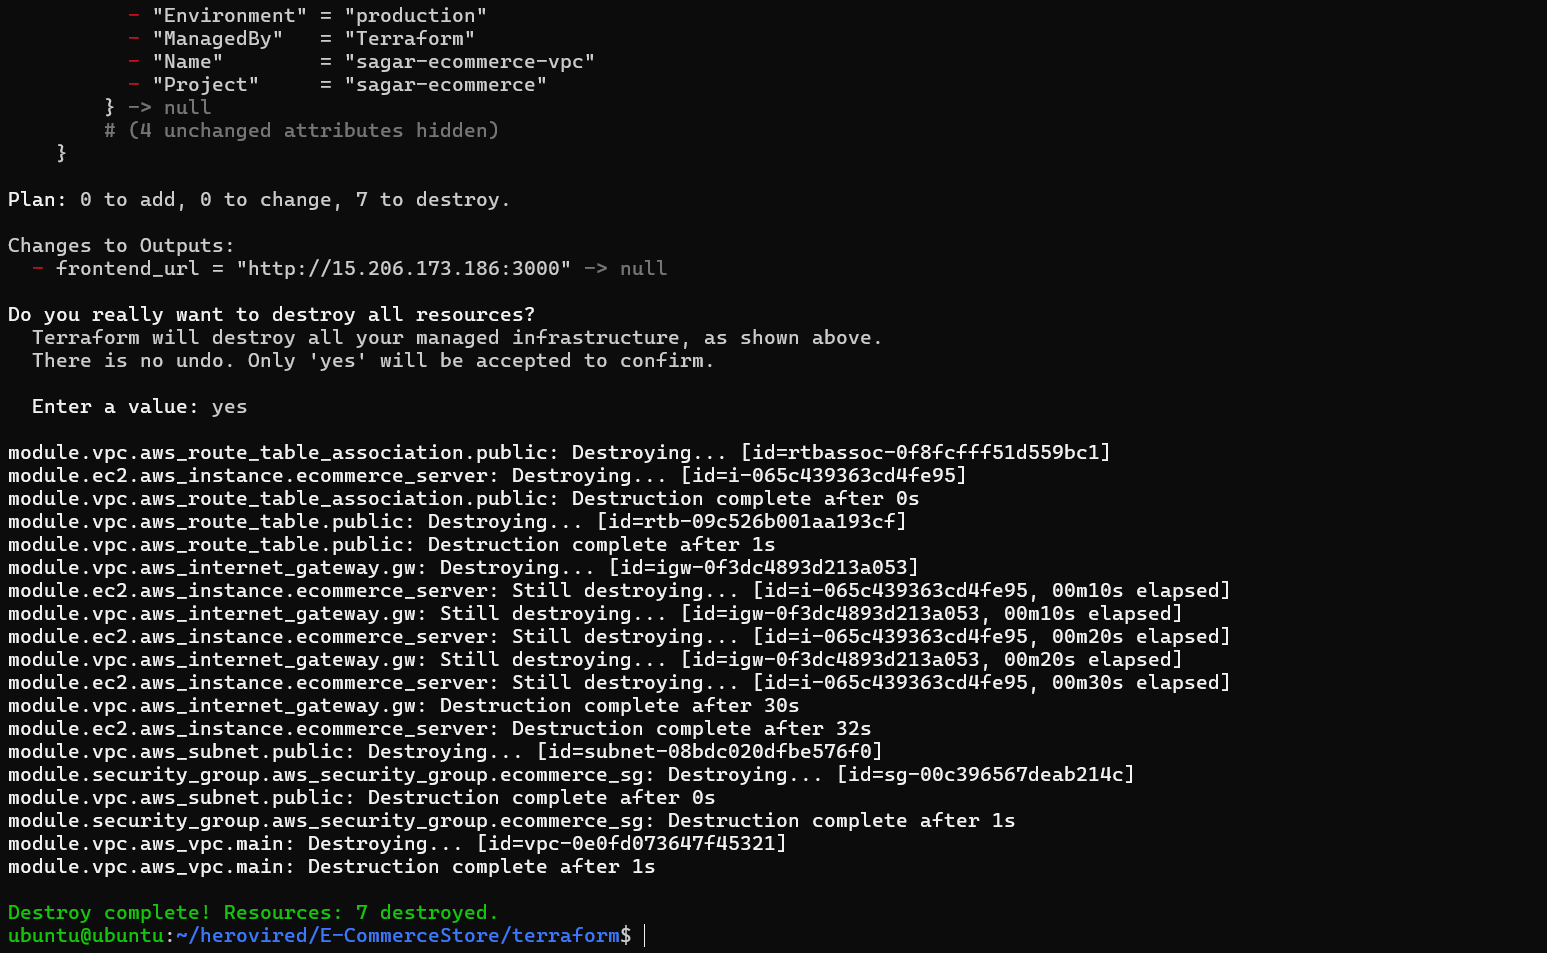 - "Environment" = "production"
- "ManagedBy"   = "Terraform"
- "Name"        = "sagar-ecommerce-vpc"
- "Project"     = "sagar-ecommerce"
} -> null
# (4 unchanged attributes hidden)
}
Plan: 0 to add, 0 to change, 7 to destroy.
Changes to Outputs:
- frontend_url = "http://15.206.173.186:3000" -> null
Do you really want to destroy all resources?
Terraform will destroy all your managed infrastructure, as shown above.
There is no undo. Only 'yes' will be accepted to confirm.
Enter a value: yes
module.vpc.aws_route_table_association.public: Destroying... [id=rtbassoc-0f8fcfff51d559bc1]
module.ec2.aws_instance.ecommerce_server: Destroying... [id=i-065c439363cd4fe95]
module.vpc.aws_route_table_association.public: Destruction complete after 0s
module.vpc.aws_route_table.public: Destroying... [id=rtb-09c526b001aa193cf]
module.vpc.aws_route_table.public: Destruction complete after 1s
module.vpc.aws_internet_gateway.gw: Destroying... [id=igw-0f3dc4893d213a053]
module.ec2.aws_instance.ecommerce_server: Still destroying... [id=i-065c439363cd4fe95, 00m10s elapsed]
module.vpc.aws_internet_gateway.gw: Still destroying... [id=igw-0f3dc4893d213a053, 00m10s elapsed]
module.ec2.aws_instance.ecommerce_server: Still destroying... [id=i-065c439363cd4fe95, 00m20s elapsed]
module.vpc.aws_internet_gateway.gw: Still destroying... [id=igw-0f3dc4893d213a053, 00m20s elapsed]
module.ec2.aws_instance.ecommerce_server: Still destroying... [id=i-065c439363cd4fe95, 00m30s elapsed]
module.vpc.aws_internet_gateway.gw: Destruction complete after 30s
module.ec2.aws_instance.ecommerce_server: Destruction complete after 32s
module.vpc.aws_subnet.public: Destroying... [id=subnet-08bdc020dfbe576f0]
module.security_group.aws_security_group.ecommerce_sg: Destroying... [id=sg-00c396567deab214c]
module.vpc.aws_subnet.public: Destruction complete after 0s
module.security_group.aws_security_group.ecommerce_sg: Destruction complete after 1s
module.vpc.aws_vpc.main: Destroying... [id=vpc-0e0fd073647f45321]
module.vpc.aws_vpc.main: Destruction complete after 1s
Destroy complete! Resources: 7 destroyed.
ubuntu@ubuntu:~/herovired/E-CommerceStore/terraform$